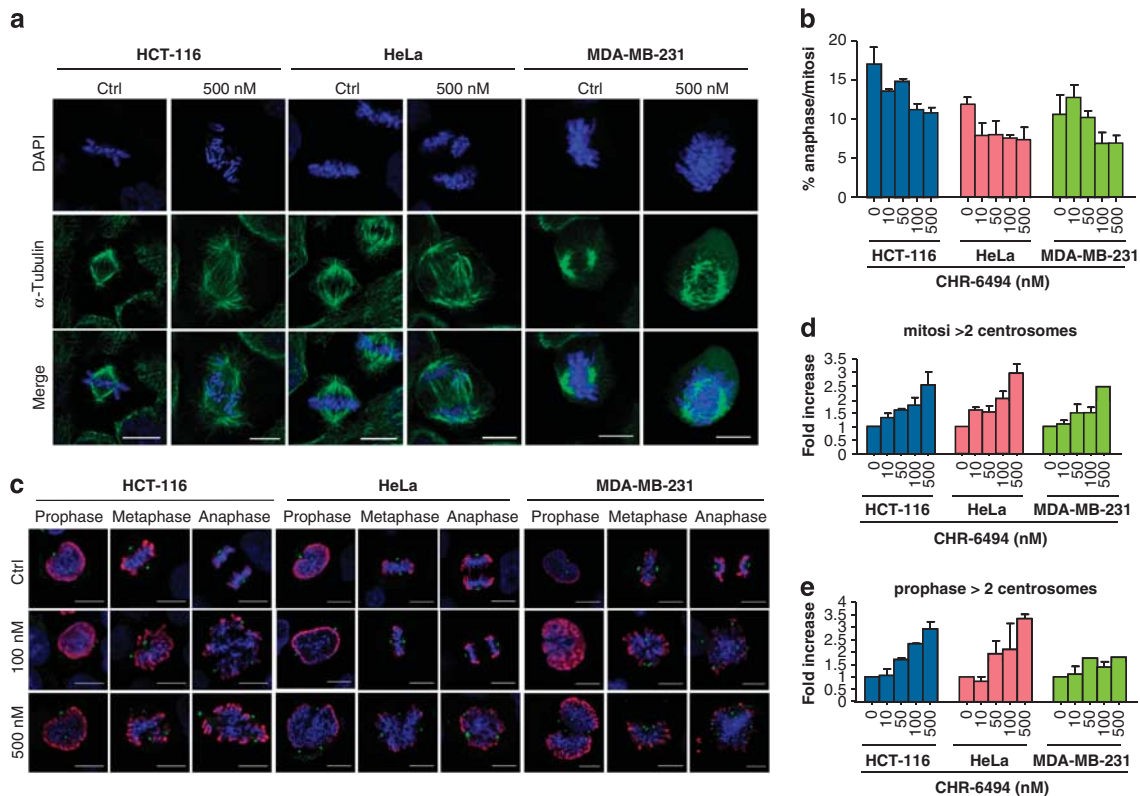 a
HCT-116 HeLa MDA-MB-231
Ctrl 500 nM Ctrl 500 nM Ctrl 500 nM
DAPI
α-Tubulin
Merge
b
% anaphase/mitosi
20
15
10
5
0
0 10 50 100 500 0 10 50 100 500 0 10 50 100 500
HCT-116 HeLa MDA-MB-231
CHR-6494 (nM)
c
HCT-116 HeLa MDA-MB-231
Prophase Metaphase Anaphase Prophase Metaphase Anaphase Prophase Metaphase Anaphase
Ctrl
100 nM
500 nM
d
mitosi >2 centrosomes
Fold increase
3.5
3
2.5
2
1.5
1
0.5
0
0 10 50 100 500 0 10 50 100 500 0 10 50 100 500
HCT-116 HeLa MDA-MB-231
CHR-6494 (nM)
e
prophase > 2 centrosomes
Fold increase
4
3.5
3
2.5
2
1.5
1
0.5
0
0 10 50 100 500 0 10 50 100 500 0 10 50 100 500
HCT-116 HeLa MDA-MB-231
CHR-6494 (nM)